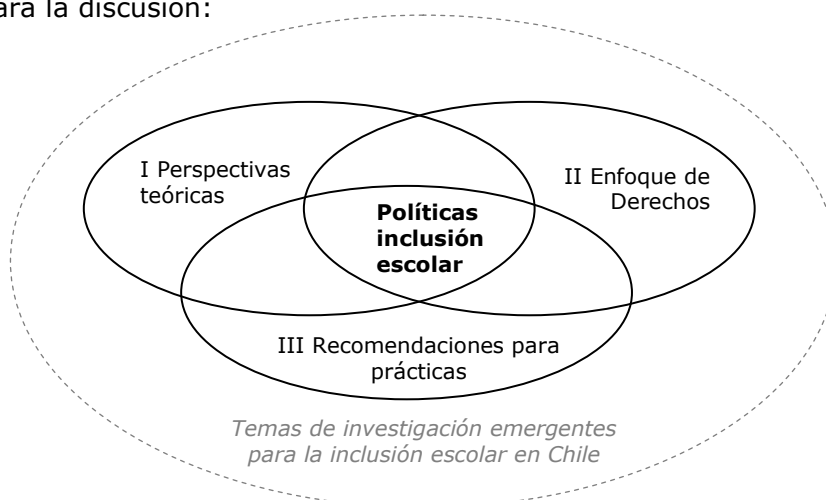 ara la discusión:
I Perspectivas
teóricas
II Enfoque de
Derechos
Políticas
inclusión
escolar
III Recomendaciones para
prácticas
Temas de investigación emergentes
para la inclusión escolar en Chile